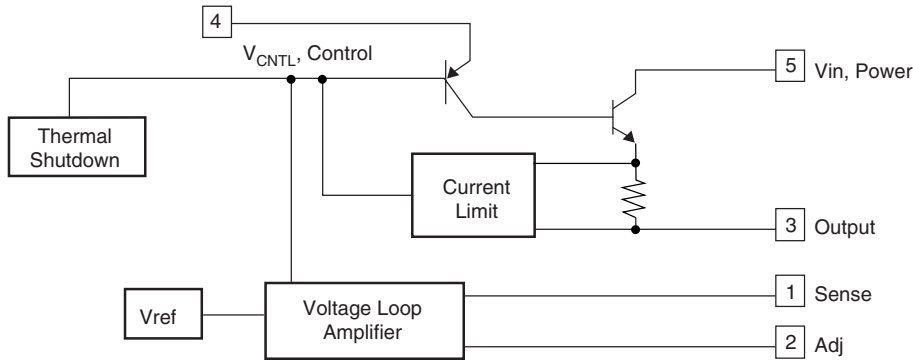 4
V_CNTL, Control
5 Vin, Power
Thermal
Shutdown
Current
Limit
3 Output
1 Sense
Voltage Loop
Amplifier
Vref
2 Adj